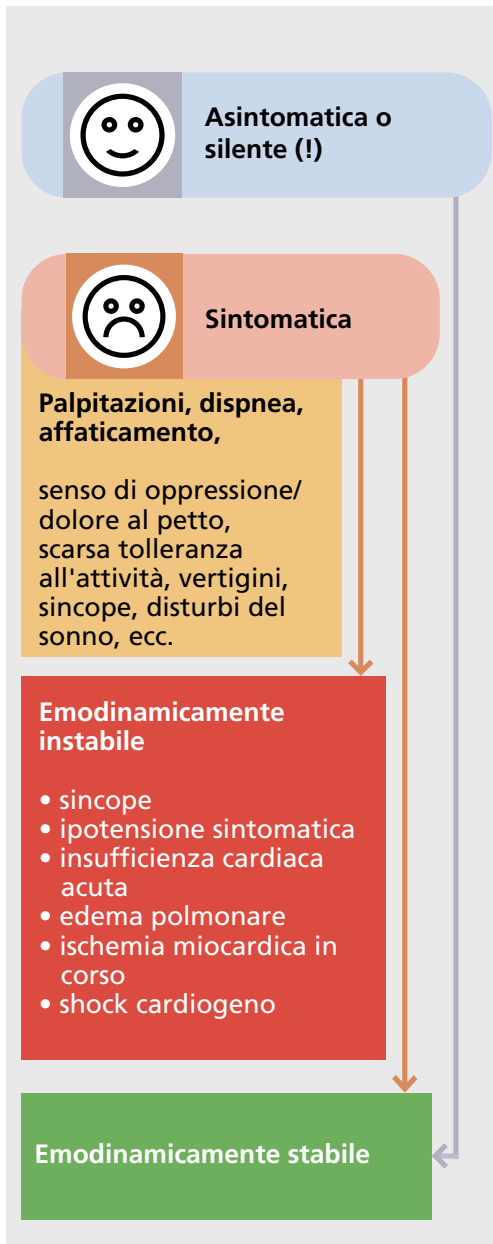 Asintomatica o
silente (!)
Sintomatica
Palpitazioni, dispnea,
affaticamento,
senso di oppressione/
dolore al petto,
scarsa tolleranza
all'attività, vertigini,
sincope, disturbi del
sonno, ecc.
Emodinamicamente
instabile
• sincope
• ipotensione sintomatica
• insufficienza cardiaca
acuta
• edema polmonare
• ischemia miocardica in
corso
• shock cardiogeno
Emodinamicamente stabile